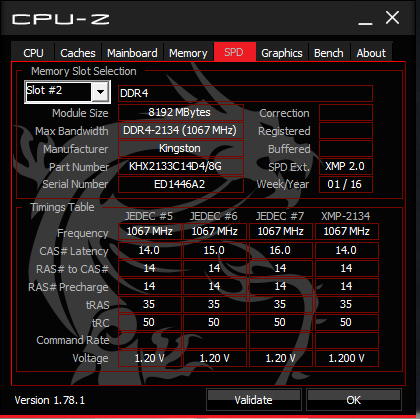 CPU-Z
CPU Caches Mainboard Memory SPD Graphics Bench About
Memory Slot Selection
Slot #2 DDR4
Module Size 8192 MBytes Correction
Max Bandwidth DDR4-2134 (1067 MHz) Registered
Manufacturer Kingston Buffered
Part Number KHX2133C14D4/8G SPD Ext. XMP 2.0
Serial Number ED1446A2 Week/Year 01 / 16
Timings Table
JEDEC #5 JEDEC #6 JEDEC #7 XMP-2134
Frequency 1067 MHz 1067 MHz 1067 MHz 1067 MHz
CAS# Latency 14.0 15.0 16.0 14.0
RAS# to CAS# 14 14 14 14
RAS# Precharge 14 14 14 14
tRAS 35 35 35 35
tRC 50 50 50 50
Command Rate
Voltage 1.20 V 1.20 V 1.20 V 1.200 V
Version 1.78.1 Validate OK